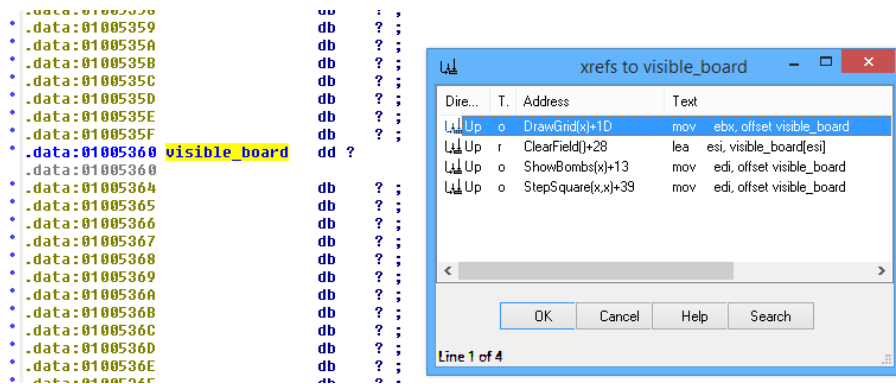 .data:01005359 db ? ;
.data:0100535A db ? ;
.data:0100535B db ? ;
.data:0100535C db ? ;
.data:0100535D db ? ;
.data:0100535E db ? ;
.data:0100535F db ? ;
.data:01005360 visible_board dd ?
.data:01005360
.data:01005364 db ? ;
.data:01005365 db ? ;
.data:01005366 db ? ;
.data:01005367 db ? ;
.data:01005368 db ? ;
.data:01005369 db ? ;
.data:0100536A db ? ;
.data:0100536B db ? ;
.data:0100536C db ? ;
.data:0100536D db ? ;
.data:0100536E db ? ;
xrefs to visible_board
Dire... T. Address Text
Up o DrawGrid(x)+1D mov ebx, offset visible_board
Up r ClearField()+28 lea esi, visible_board[esi]
Up o ShowBombs(x)+13 mov edi, offset visible_board
Up o StepSquare(x,x)+39 mov edi, offset visible_board
OK Cancel Help Search
Line 1 of 4